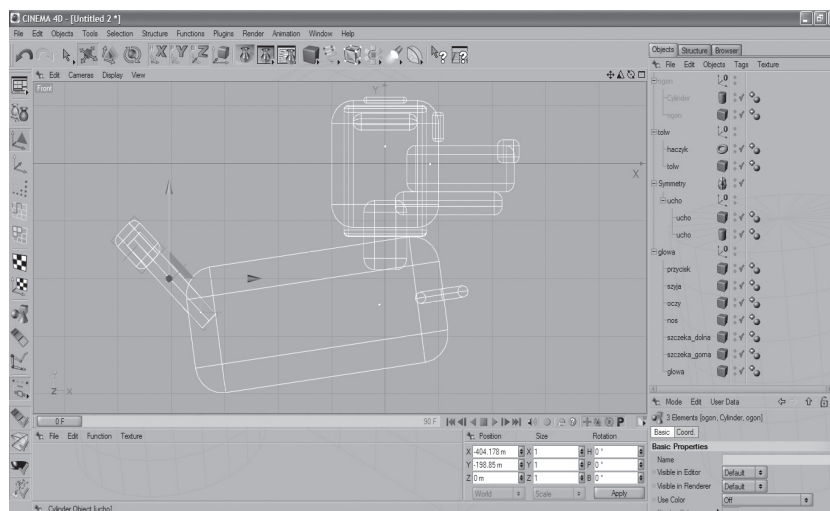 CINEMA 4D - [Untitled 2 *]
File Edit Objects Tools Selection Structure Functions Plugins Render Animation Window Help
Objects Structure Browser
Edit Cameras Display View
File Edit Objects Tags Texture
Front
Y
X
ogon
Cylinder
ogon
tolw
haczyk
tolw
Symmetry
ucho
ucho
ucho
glowa
przycisk
szyja
oczy
nos
szczeka_dolna
szczeka_gorna
glowa
Y
Z X
Mode Edit User Data
0 F
90 F
3 Elements [ogon, Cylinder, ogon]
File Edit Function Texture
Position Size Rotation
Basic Coord.
Basic Properties
X -404.178 m X 1 H 0 °
Y -198.85 m Y 1 P 0 °
Z 0 m Z 1 B 0 °
World Scale Apply
Name
Visible in Editor Default
Visible in Renderer Default
Use Color Off
Cylinder Object [ucho]